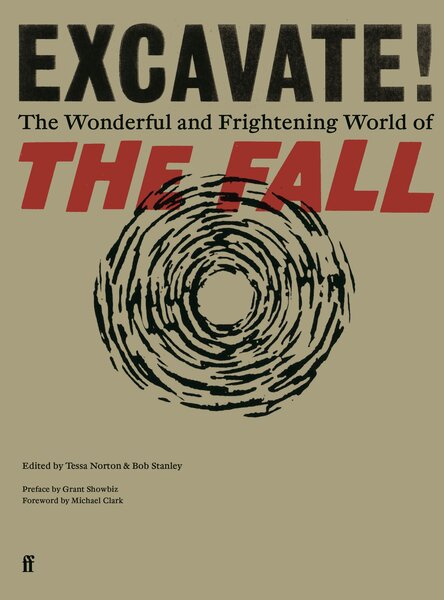 EXCAVATE!
The Wonderful and Frightening World of
THE FALL
Edited by Tessa Norton & Bob Stanley
Preface by Grant Showbiz
Foreword by Michael Clark
ff